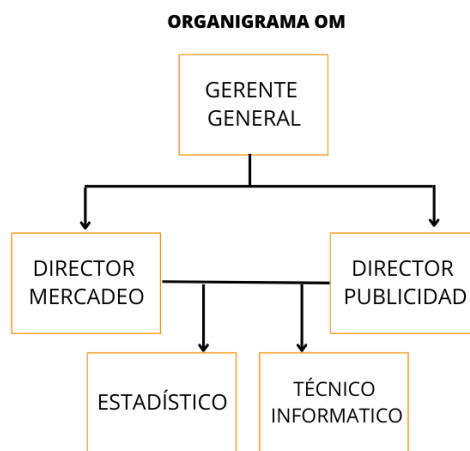 ORGANIGRAMA OM
GERENTE
GENERAL
DIRECTOR
MERCADEO
DIRECTOR
PUBLICIDAD
ESTADÍSTICO
TÉCNICO
INFORMATICO